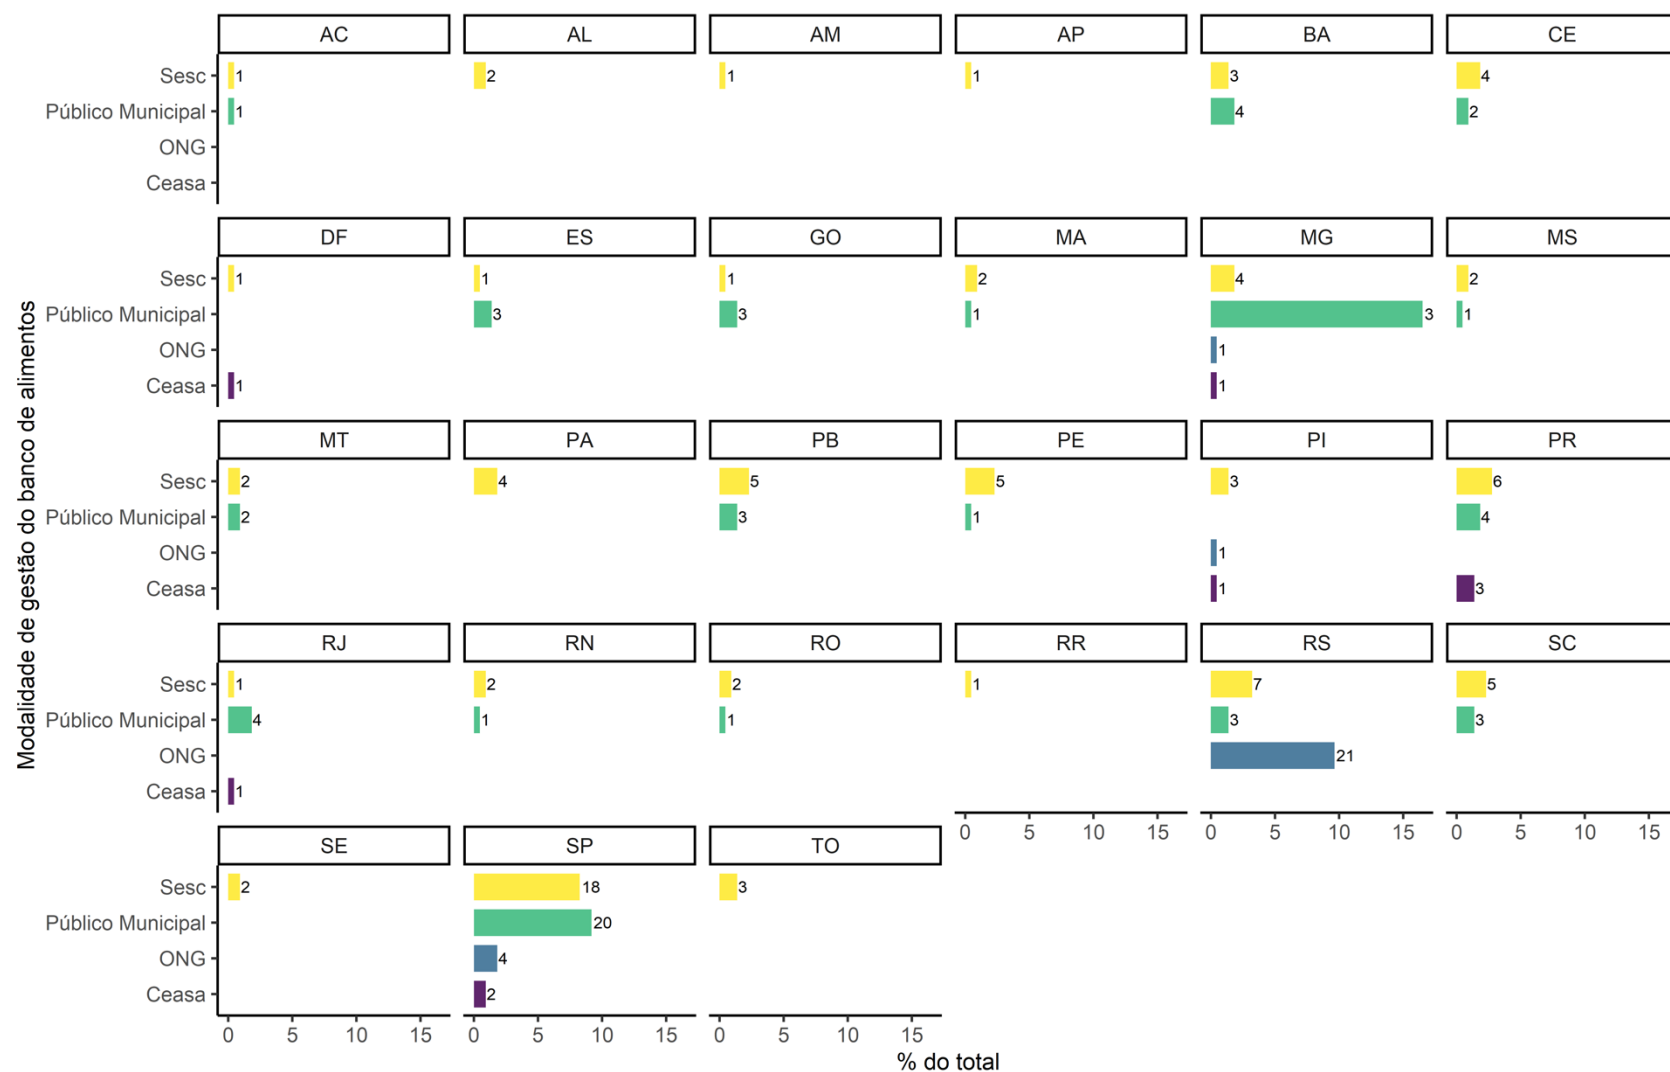 AC AL AM AP BA CE
Sesc 1 2 1 1 3 4
Público Municipal 1 4 2
ONG
Ceasa
DF ES GO MA MG MS
Sesc 1 1 1 2 4 2
Público Municipal 3 3 1 3 1
ONG 1
Ceasa 1 1
MT PA PB PE PI PR
Sesc 2 4 5 5 3 6
Público Municipal 2 3 1 4
ONG 1
Ceasa 1 3
RJ RN RO RR RS SC
Sesc 1 2 2 1 7 5
Público Municipal 4 1 1 3 3
ONG 21
Ceasa 1
0 5 10 15 0 5 10 15 0 5 10 15
SE SP TO
Sesc 2 18 3
Público Municipal 20
ONG 4
Ceasa 2
0 5 10 15 0 5 10 15 0 5 10 15
% do total
Modalidade de gestão do banco de alimentos